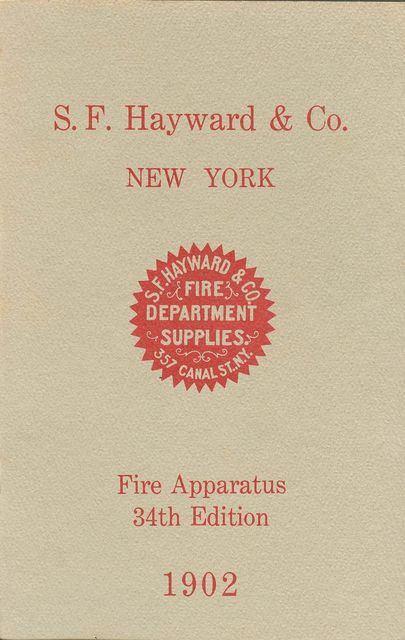 S. F. Hayward & Co.
NEW YORK
S.F. HAYWARD & CO.
FIRE
DEPARTMENT
SUPPLIES.
357 CANAL ST. N.Y.
Fire Apparatus
34th Edition
1902